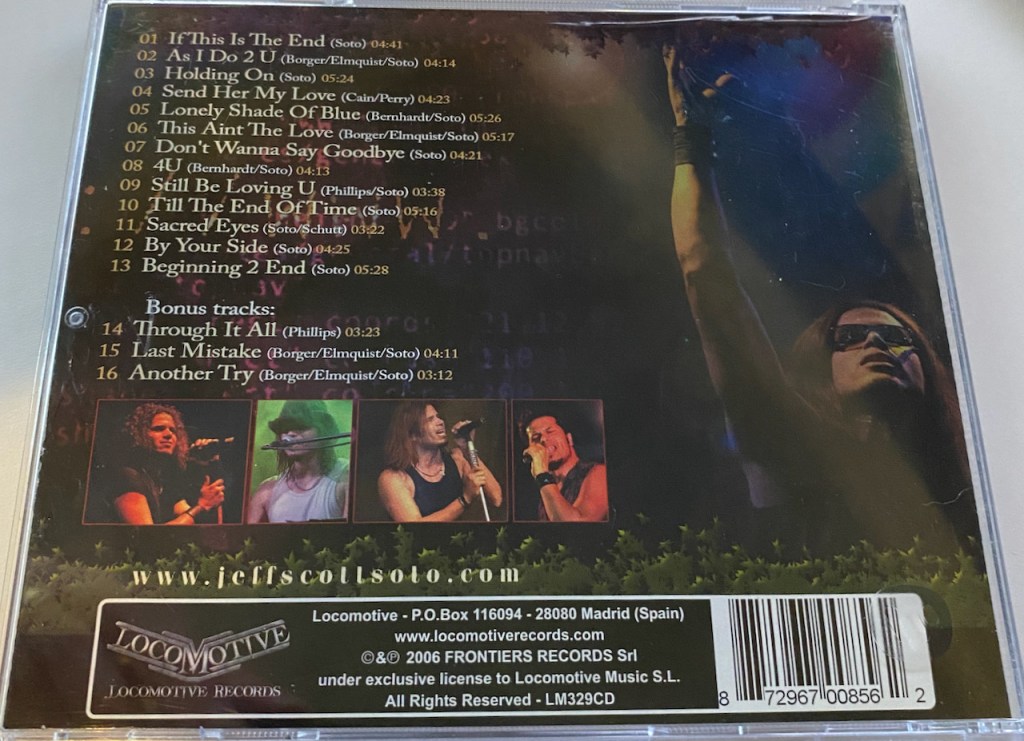 01 If This Is The End (Soto) 04:41
02 As I Do 2 U (Borger/Elmquist/Soto) 04:14
03 Holding On (Soto) 05:24
04 Send Her My Love (Cain/Perry) 04:23
05 Lonely Shade Of Blue (Bernhardt/Soto) 05:26
06 This Aint The Love (Borger/Elmquist/Soto) 05:17
07 Don't Wanna Say Goodbye (Soto) 04:21
08 4U (Bernhardt/Soto) 04:13
09 Still Be Loving U (Phillips/Soto) 03:38
10 Till The End Of Time (Soto) 05:16
11 Sacred Eyes (Soto/Schutt) 03:22
12 By Your Side (Soto) 04:25
13 Beginning 2 End (Soto) 05:28
Bonus tracks:
14 Through It All (Phillips) 03:23
15 Last Mistake (Borger/Elmquist/Soto) 04:11
16 Another Try (Borger/Elmquist/Soto) 03:12
www.jeffscottsoto.com
LOCOMOTIVE
LOCOMOTIVE RECORDS
Locomotive - P.O.Box 116094 - 28080 Madrid (Spain)
www.locomotiverecords.com
©&℗ 2006 FRONTIERS RECORDS Srl
under exclusive license to Locomotive Music S.L.
All Rights Reserved - LM329CD
8 72967 00856 2